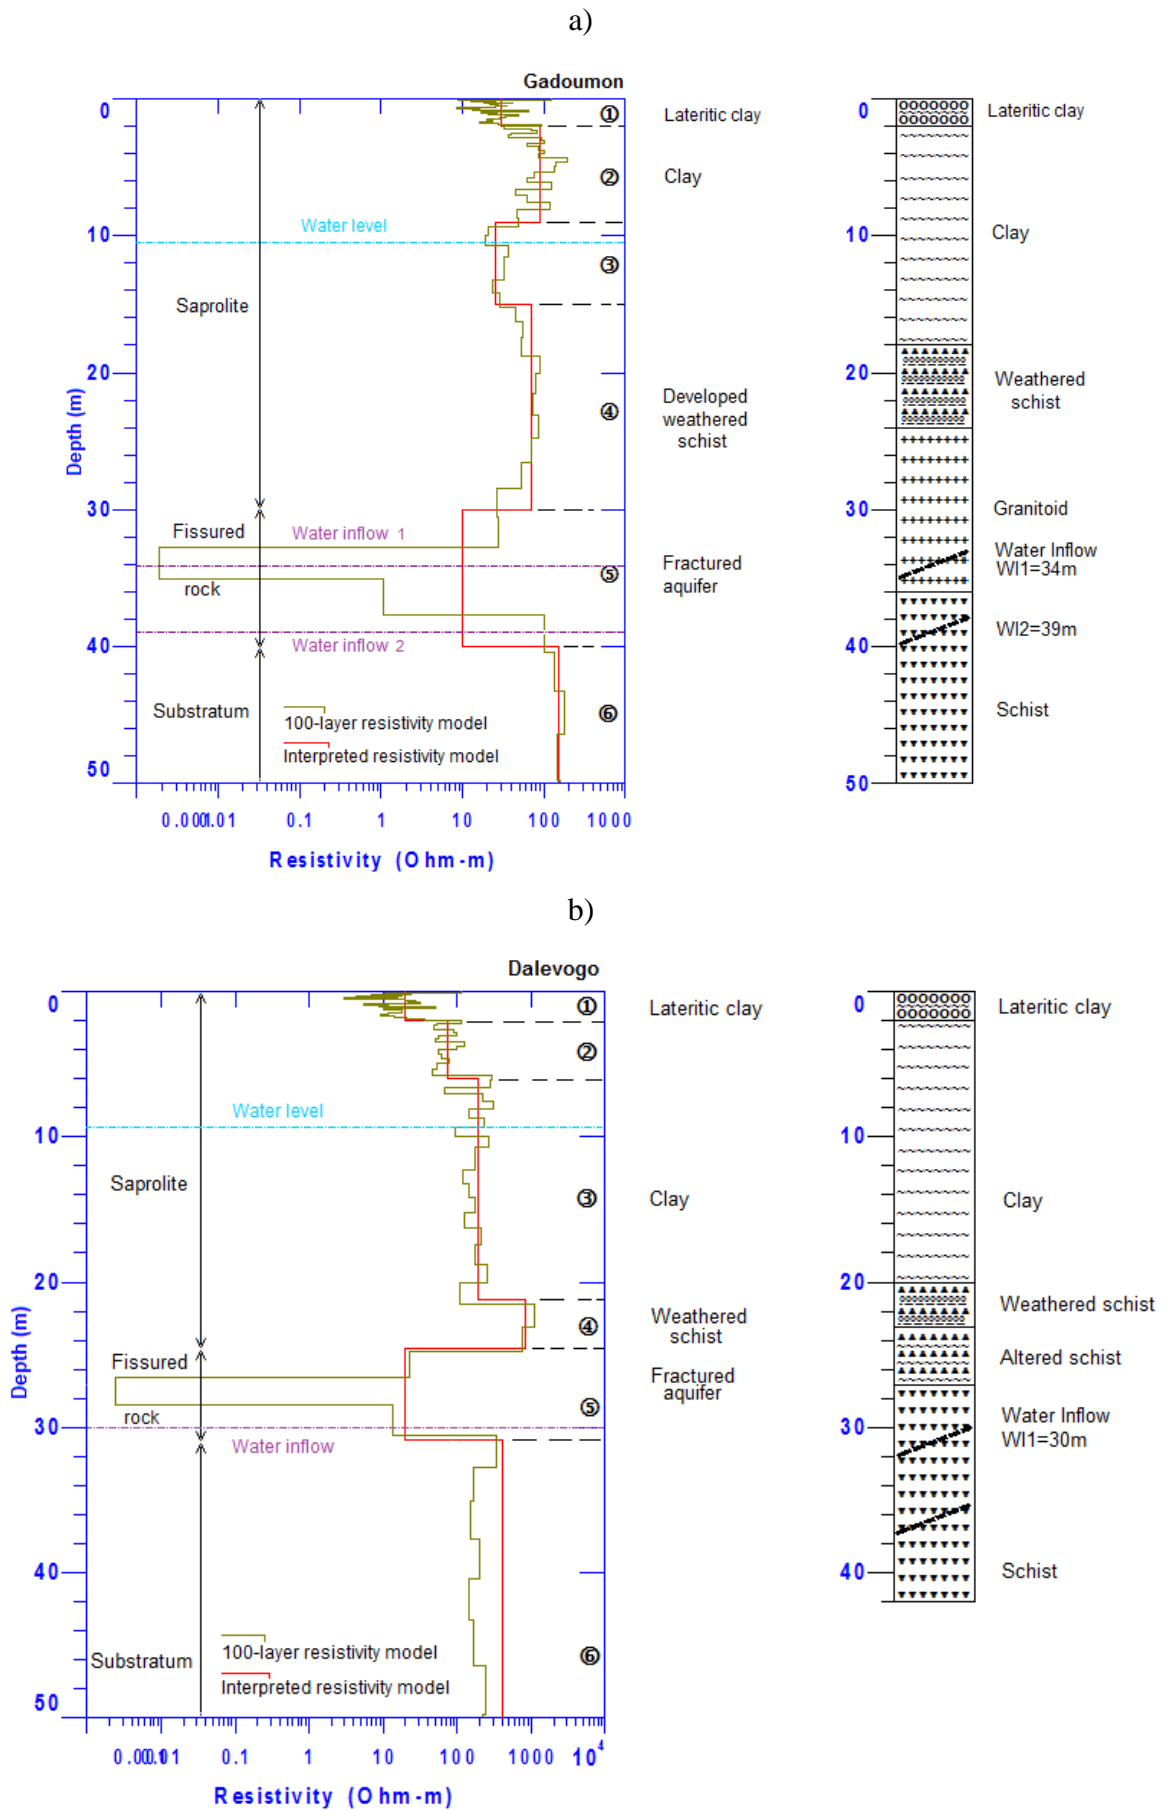 a)
Gadoumon
0
① Lateritic clay
② Clay
Water level
10
③
Saprolite
20
④ Developed
weathered
schist
Depth (m)
30
Fissured
Water inflow 1
rock
⑤ Fractured
aquifer
Water inflow 2
40
Substratum
⑥
100-layer resistivity model
Interpreted resistivity model
50
0.01 0.1 1 10 100 1000
Resistivity (Ohm-m)
0
Lateritic clay
10
Clay
20
Weathered
schist
30
Granitoid
Water Inflow
WI1=34m
WI2=39m
40
Schist
50
b)
Dalevogo
0
① Lateritic clay
②
Water level
10
Saprolite
③ Clay
20
Depth (m)
④ Weathered
schist
Fissured
Fractured
aquifer
⑤
rock
30
Water inflow
40
100-layer resistivity model
Substratum
⑥
Interpreted resistivity model
50
0.1 1 10 100 1000 10⁴
Resistivity (Ohm-m)
0
Lateritic clay
10
Clay
20
Weathered schist
Altered schist
Water Inflow
WI1=30m
30
40
Schist